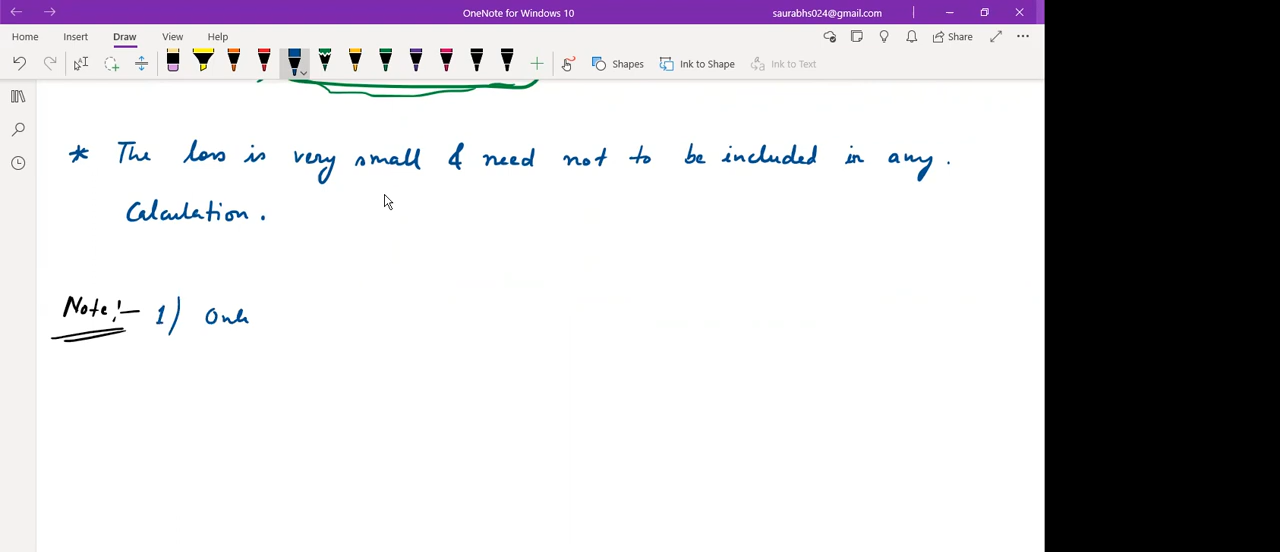 OneNote for Windows 10
saurabhs024@gmail.com
Home Insert Draw View Help
Share
Shapes
Ink to Shape
Ink to Text
* The loss is very small & need not to be included in any.
Calculation.
Note!- 1) Onl